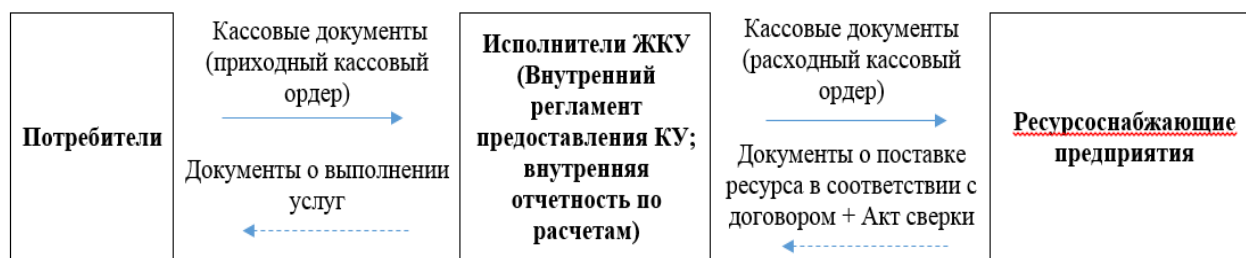 Потребители
Кассовые документы
(приходный кассовый
ордер)
Документы о выполнении
услуг
Исполнители ЖКУ
(Внутренний
регламент
предоставления КУ;
внутренняя
отчетность по
расчетам)
Кассовые документы
(расходный кассовый
ордер)
Документы о поставке
ресурса в соответствии с
договором + Акт сверки
Ресурсоснабжающие
предприятия